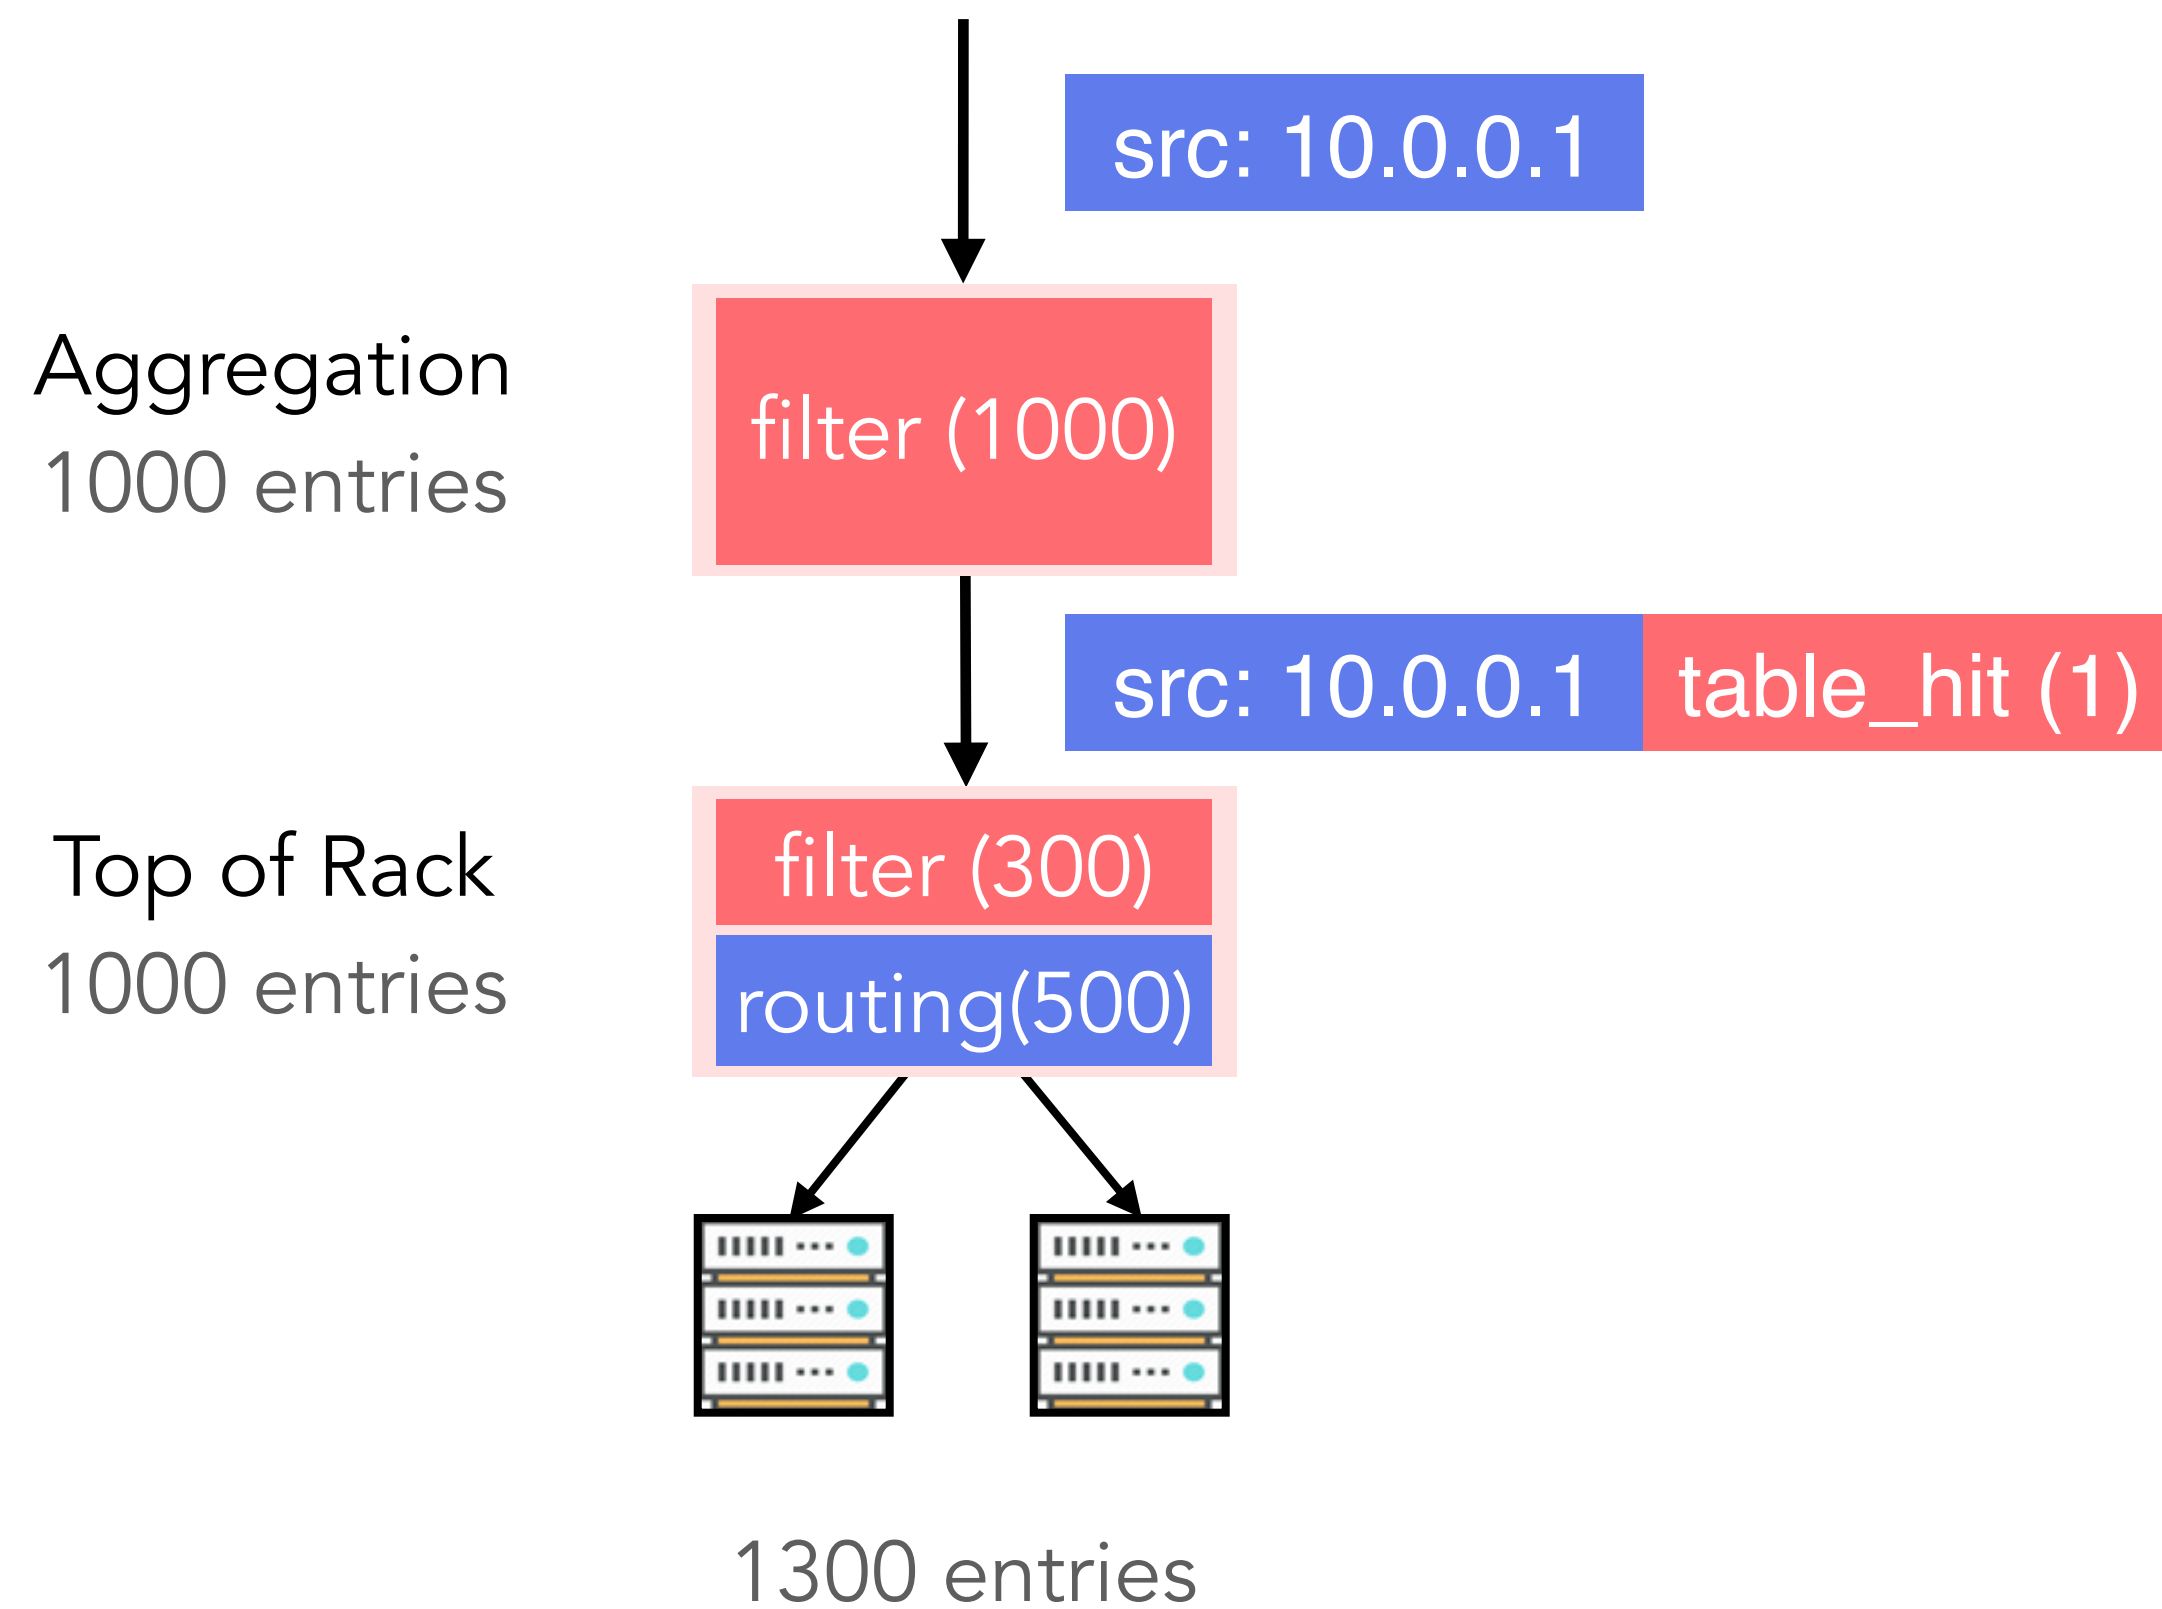 src: 10.0.0.1
Aggregation
1000 entries
filter (1000)
src: 10.0.0.1
table_hit (1)
Top of Rack
1000 entries
filter (300)
routing(500)
1300 entries